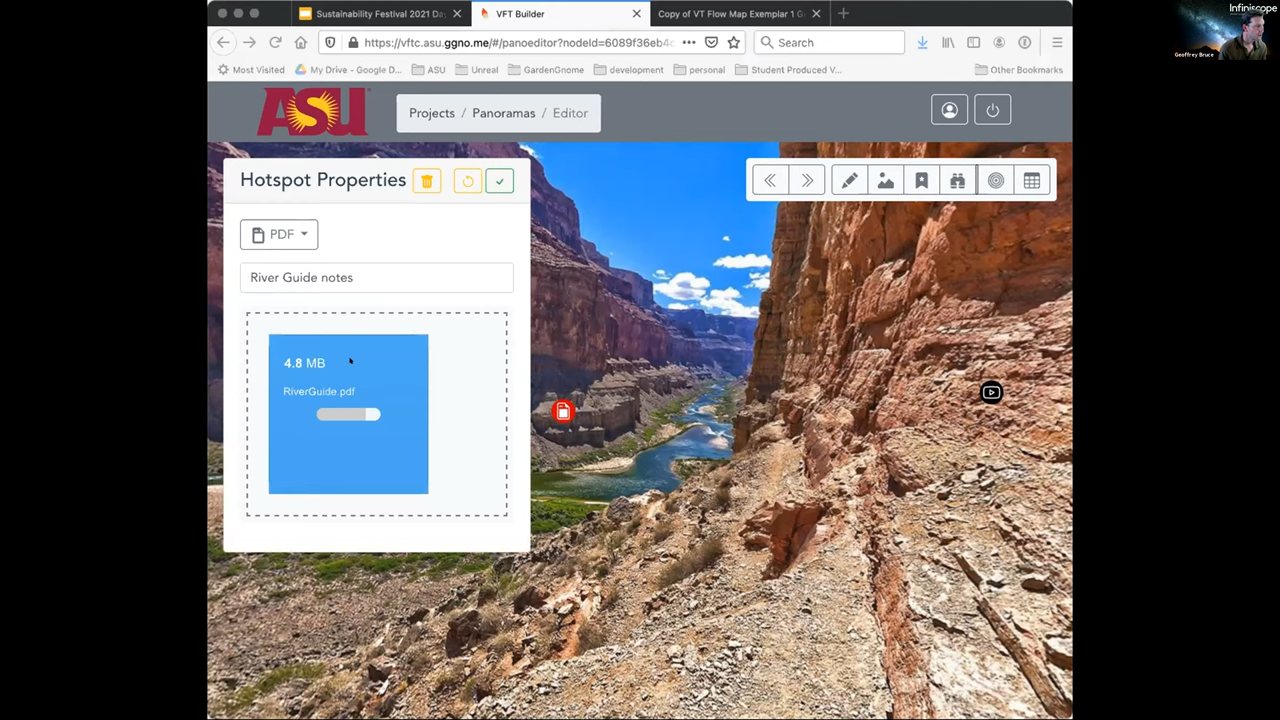 Sustainability Festival 2021 Da
VFT Builder
Copy of VT Flow Map Exemplar 1 G
Infiniscope
Geoffrey Bruce
https://vftc.asu.ggno.me/#/panoeditor?nodeId=6089f36eb4c
Search
Most Visited
My Drive - Google D...
ASU
Unreal
GardenGnome
development
personal
Student Produced V...
Other Bookmarks
ASU
Projects / Panoramas / Editor
Hotspot Properties
PDF
River Guide notes
4.8 MB
RiverGuide.pdf